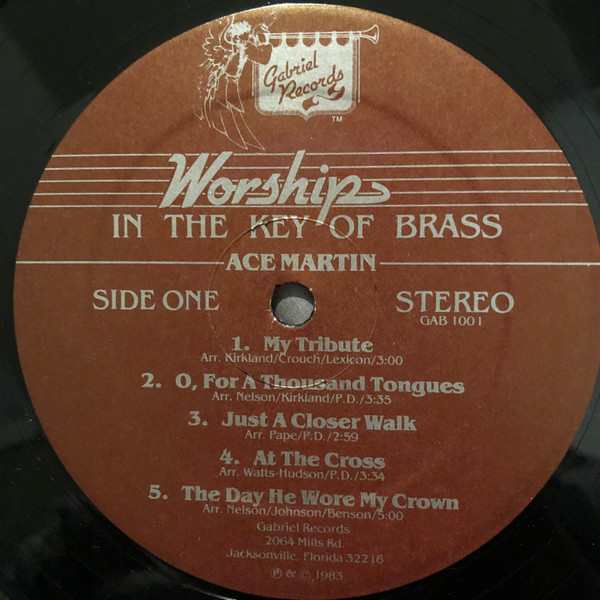 Gabriel
Records
TM
Worship
IN THE KEY OF BRASS
ACE MARTIN
SIDE ONE
STEREO
GAB 1001
1. My Tribute
Arr. Kirkland/Crouch/Lexicon/3:00
2. O, For A Thousand Tongues
Arr. Nelson/Kirkland/P.D./3:35
3. Just A Closer Walk
Arr. Pape/P.D./2:59
4. At The Cross
Arr. Watts-Hudson/P.D./3:34
5. The Day He Wore My Crown
Arr. Nelson/Johnson/Benson/5:00
Gabriel Records
2064 Mills Rd.
Jacksonville, Florida 32216
℗ & ©, 1983